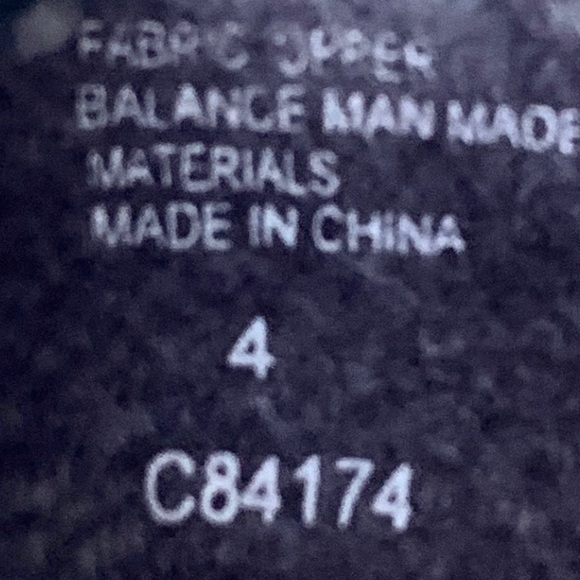 FABRIC UPPER
BALANCE MAN MADE
MATERIALS
MADE IN CHINA
4
C84174